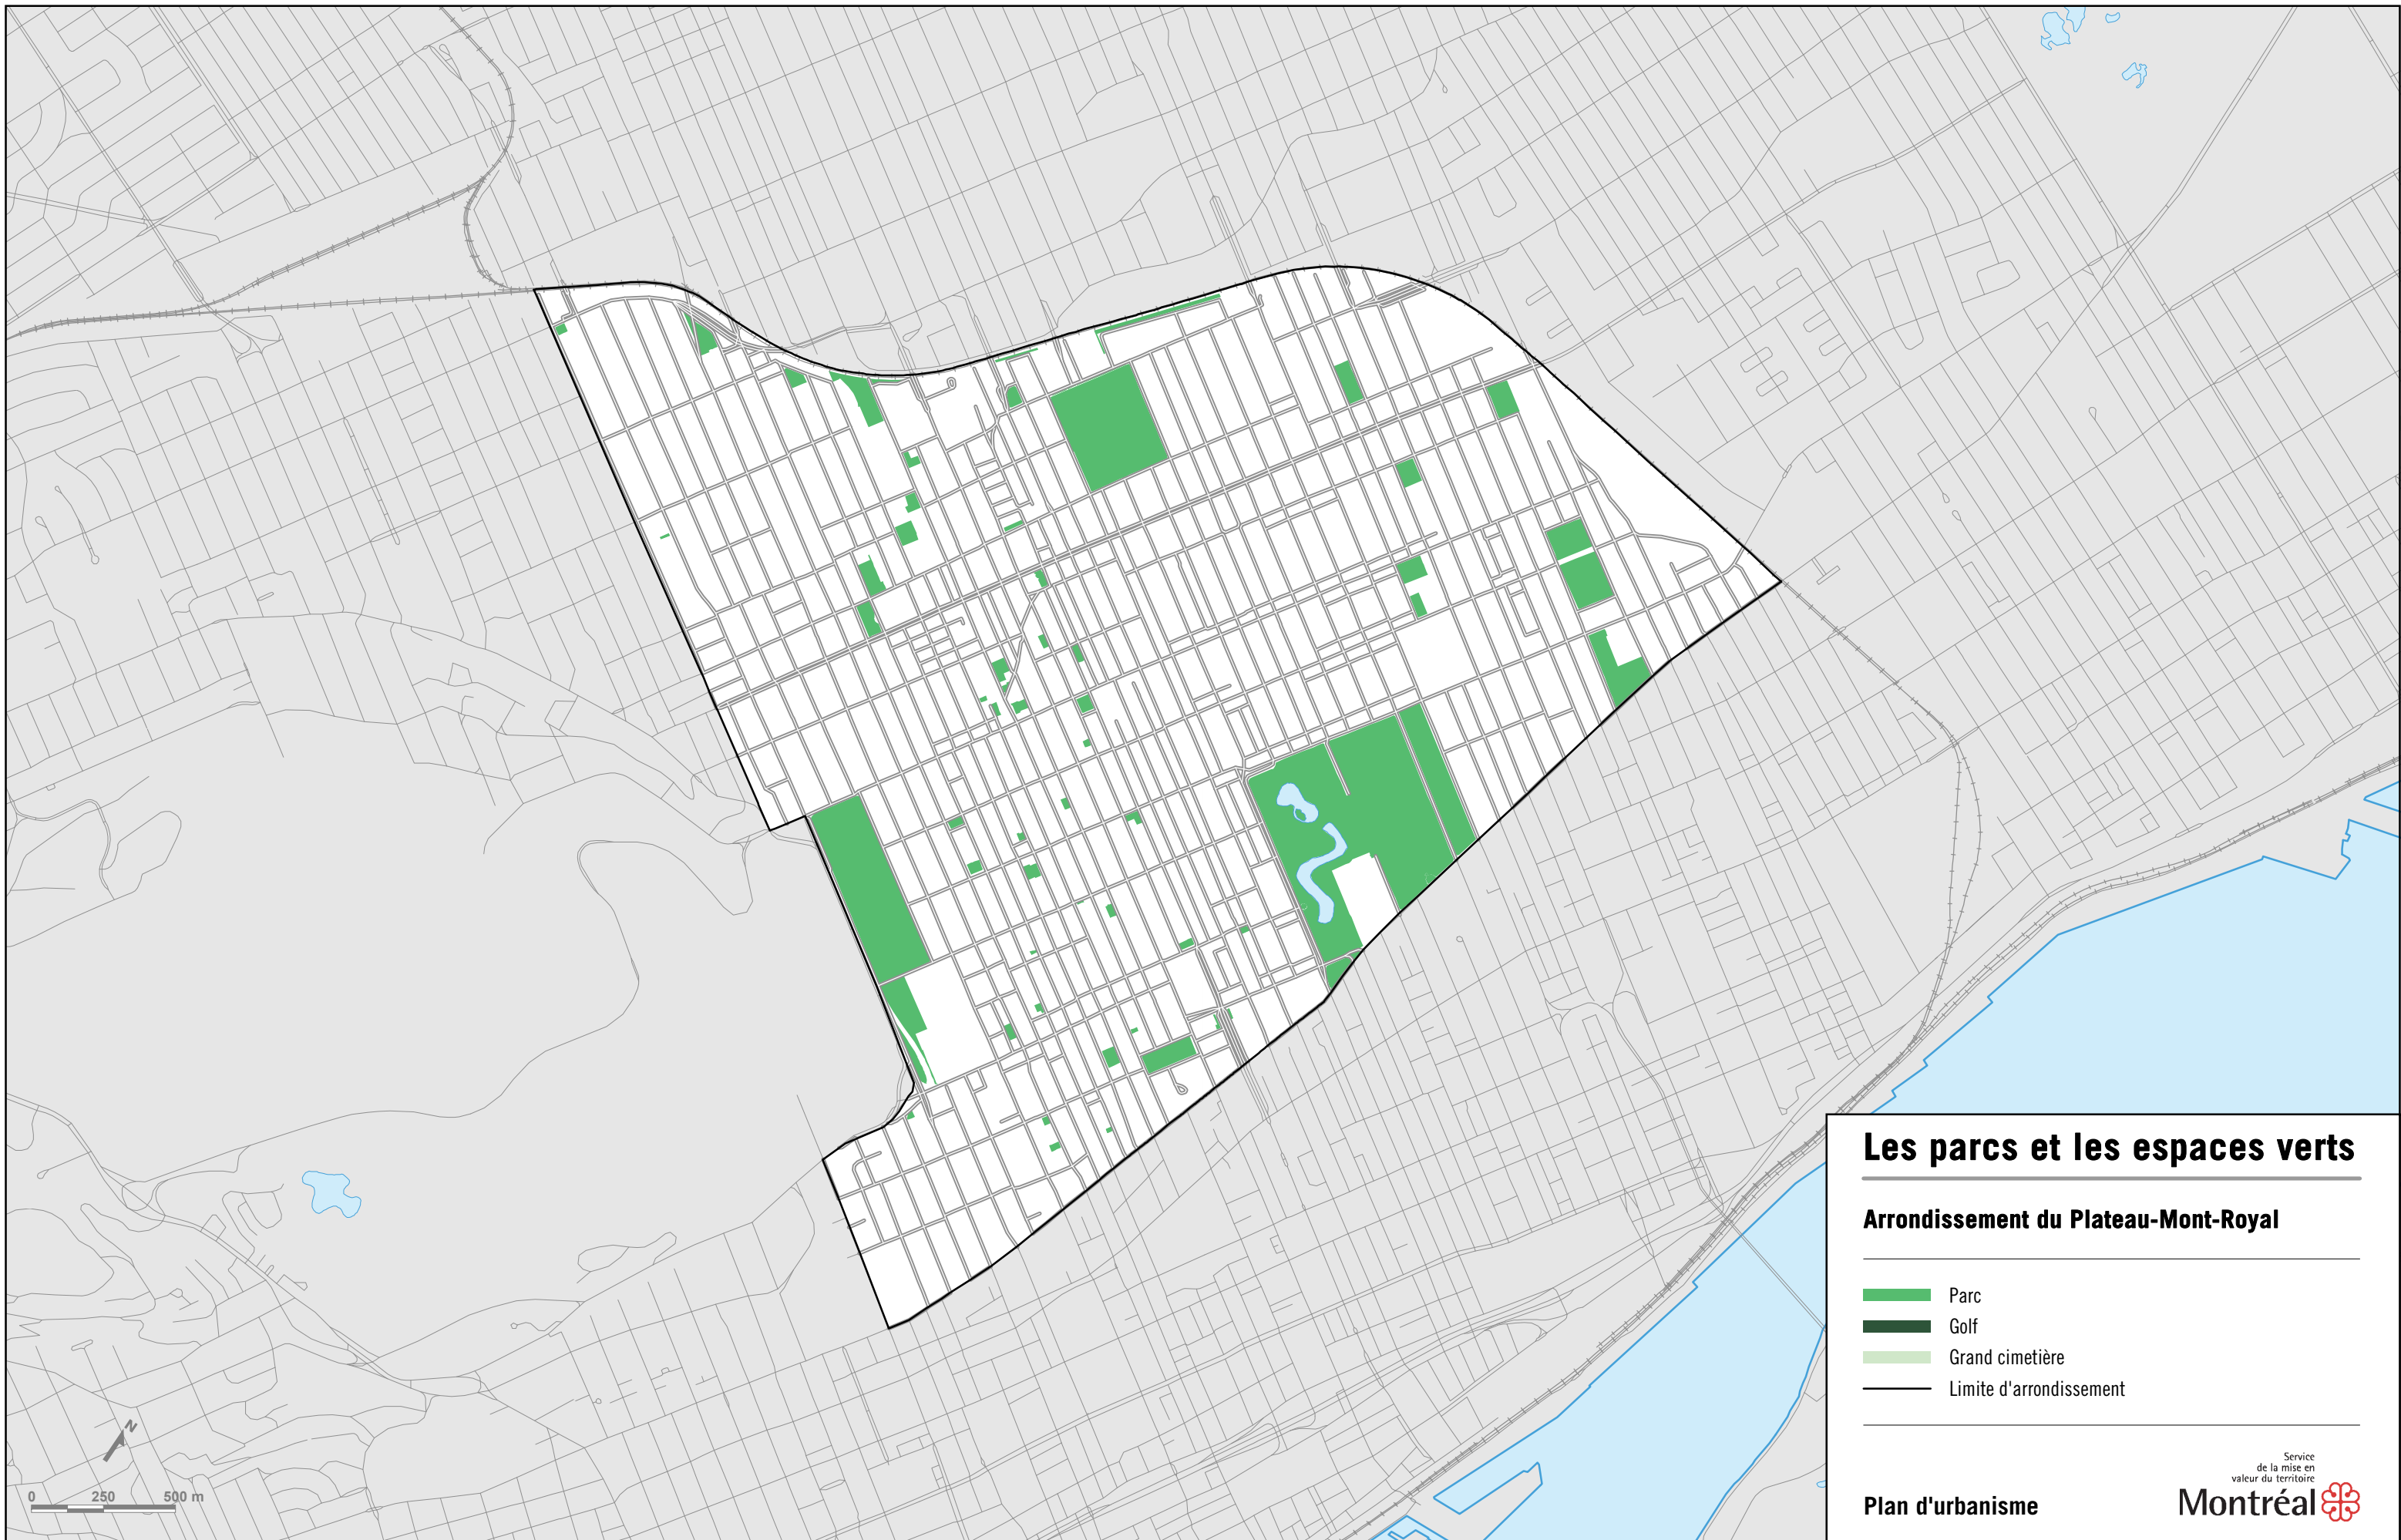 Les parcs et les espaces verts
Arrondissement du Plateau-Mont-Royal
Parc
Golf
Grand cimetière
Limite d'arrondissement
Service
de la mise en
valeur du territoire
Plan d'urbanisme
Montréal
N
0 250 500 m